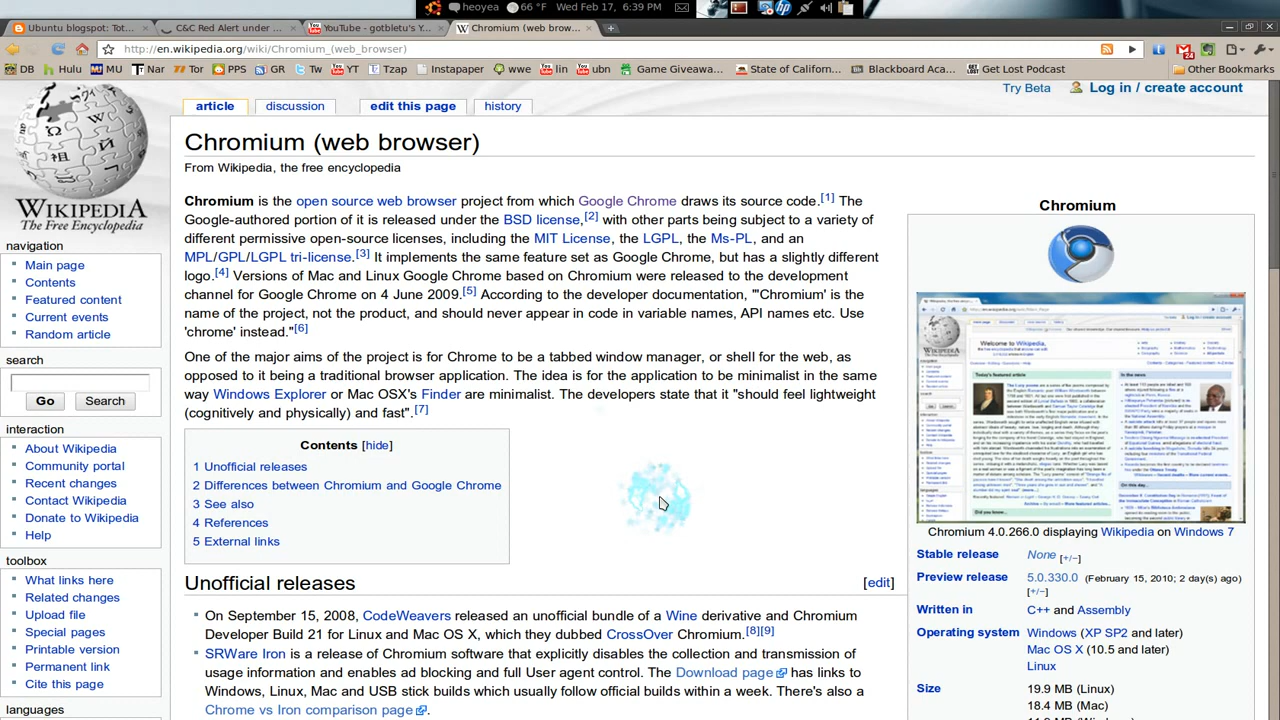 heoyea 66 °F Wed Feb 17, 6:39 PM
Ubuntu blogspot: Tot... C&C Red Alert under... YouTube - gotbletu's Y... Chromium (web brow...
http://en.wikipedia.org/wiki/Chromium_(web_browser)
DB Hulu MU Nar Tor PPS GR Tw YT Tzap Instapaper wwe lin ubn Game Giveaw... State of Californ... Blackboard Aca... Get Lost Podcast Other Bookmarks
Try Beta Log in / create account
article discussion edit this page history
Chromium (web browser)
From Wikipedia, the free encyclopedia
WIKIPEDIA
The Free Encyclopedia
navigation
Main page
Contents
Featured content
Current events
Random article
search
Go Search
interaction
About Wikipedia
Community portal
Recent changes
Contact Wikipedia
Donate to Wikipedia
Help
toolbox
What links here
Related changes
Upload file
Special pages
Printable version
Permanent link
Cite this page
languages
Chromium is the open source web browser project from which Google Chrome draws its source code.[1] The
Google-authored portion of it is released under the BSD license,[2] with other parts being subject to a variety of
different permissive open-source licenses, including the MIT License, the LGPL, the Ms-PL, and an
MPL/GPL/LGPL tri-license.[3] It implements the same feature set as Google Chrome, but has a slightly different
logo.[4] Versions of Mac and Linux Google Chrome based on Chromium were released to the development
channel for Google Chrome on 4 June 2009.[5] According to the developer documentation, "'Chromium' is the
name of the project, not the product, and should never appear in code in variable names, API names etc. Use
'chrome' instead".[6]
One of the major aims of the project is for Chrome to be a tabbed window manager, or shell for the web, as
opposed to it being a traditional browser application. The idea is for the application to be minimalist in the same
way Windows Explorer and OSX's Finder are minimalist. The developers state that it should feel lightweight
(cognitively and physically) and fast".[7]
Contents [hide]
1 Unofficial releases
2 Differences between Chromium and Google Chrome
3 See also
4 References
5 External links
Unofficial releases [edit]
On September 15, 2008, CodeWeavers released an unofficial bundle of a Wine derivative and Chromium
Developer Build 21 for Linux and Mac OS X, which they dubbed CrossOver Chromium.[8][9]
SRWare Iron is a release of Chromium software that explicitly disables the collection and transmission of
usage information and enables ad blocking and full User agent control. The Download page has links to
Windows, Linux, Mac and USB stick builds which usually follow official builds within a week. There's also a
Chrome vs Iron comparison page.
Chromium
Chromium 4.0.266.0 displaying Wikipedia on Windows 7
Stable release None [+/−]
Preview release 5.0.330.0 (February 15, 2010; 2 day(s) ago)
[+/−]
Written in C++ and Assembly
Operating system Windows (XP SP2 and later)
Mac OS X (10.5 and later)
Linux
Size 19.9 MB (Linux)
18.4 MB (Mac)